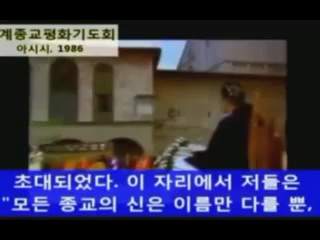 계종교평화기도회
아시시, 1986
초대되었다. 이 자리에서 저들은
"모든 종교의 신은 이름만 다를 뿐,